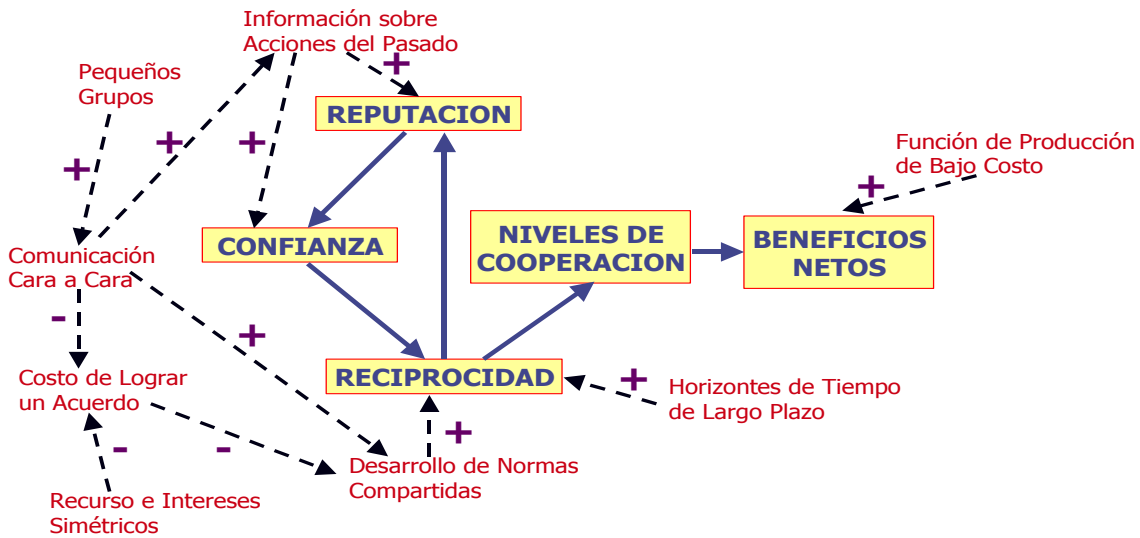 Información sobre
Acciones del Pasado
+
Pequeños
Grupos
REPUTACION
+
+
+
Función de Producción
de Bajo Costo
+
CONFIANZA
NIVELES DE
COOPERACION
BENEFICIOS
NETOS
Comunicación
Cara a Cara
-
+
Costo de Lograr
un Acuerdo
RECIPROCIDAD
+
Horizontes de Tiempo
de Largo Plazo
-
-
+
Desarrollo de Normas
Compartidas
Recurso e Intereses
Simétricos